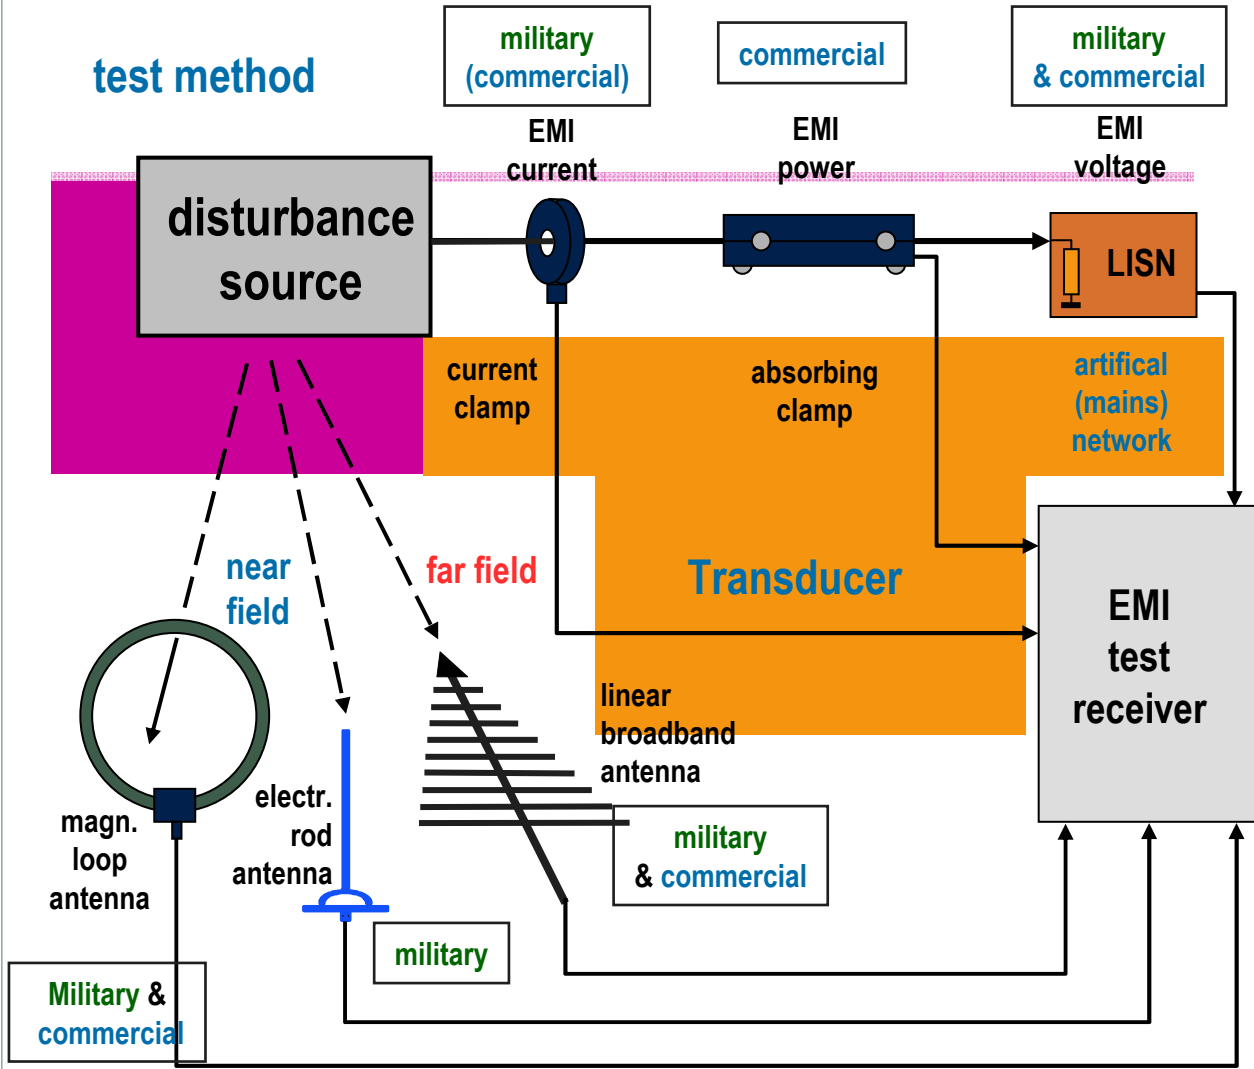 test method
military
(commercial)
commercial
military
& commercial
EMI
current
EMI
power
EMI
voltage
disturbance
source
LISN
current
clamp
absorbing
clamp
artifical
(mains)
network
near
field
far field
Transducer
EMI
test
receiver
linear
broadband
antenna
electr.
rod
antenna
magn.
loop
antenna
military
& commercial
military
Military &
commercial